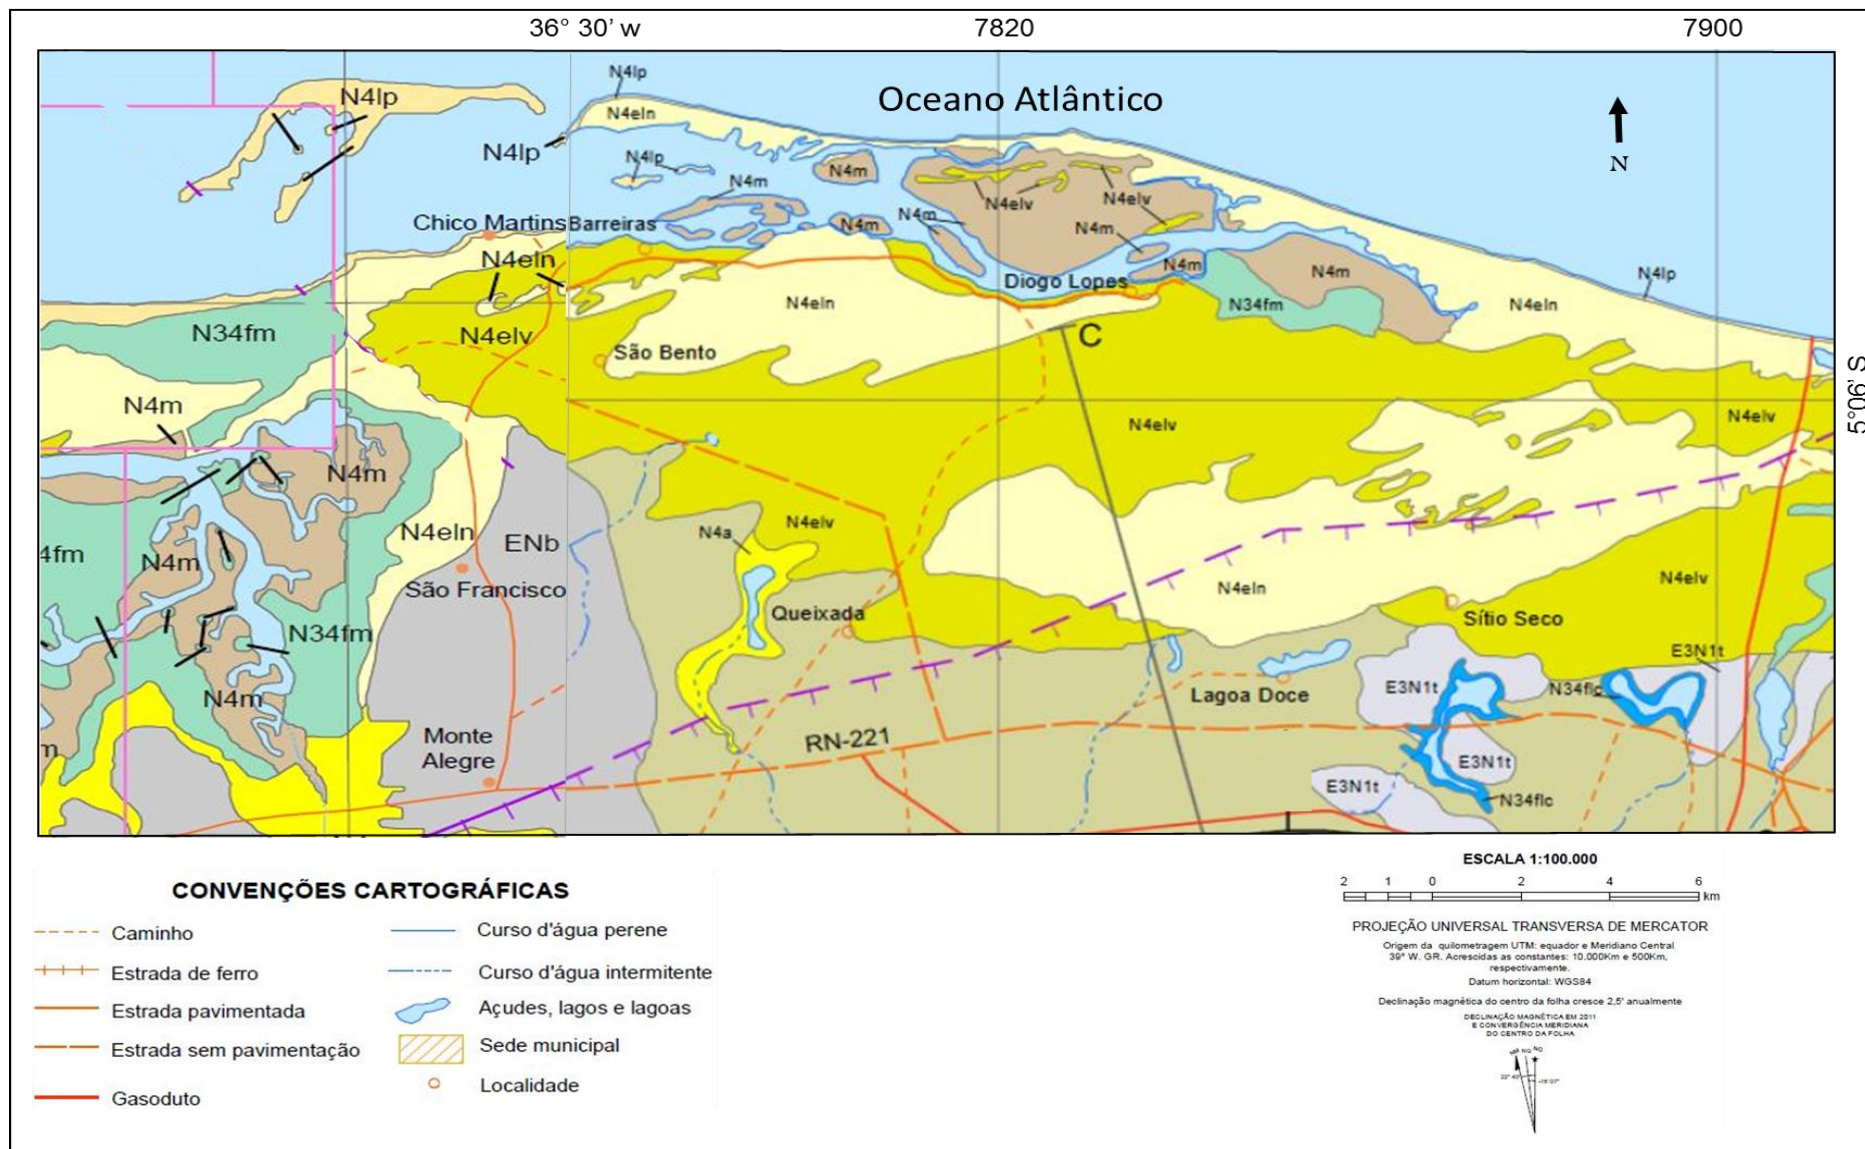 36° 30’ w
7820
7900
N4lp
N4lp
Oceano Atlântico
N4eln
N4lp
N4lp
N4m
N4m
N
N4elv
N4elv
N4m
N4m
N4m
Chico Martins
Barreiras
N4eln
N4m
N4m
N4lp
Diogo Lopes
N4eln
N34fm
N4eln
N34fm
N4elv
C
São Bento
5°06’ S
N4m
N4elv
N4elv
N4m
N4eln
N4a
N4elv
ENb
4fm
N4m
N4elv
São Francisco
N4eln
Queixada
Sítio Seco
N34fm
E3N1t
N4m
E3N1t
N34flc
Lagoa Doce
m
Monte
Alegre
RN-221
E3N1t
E3N1t
N34flc
ESCALA 1:100.000
2 1 0 2 4 6
km
CONVENÇÕES CARTOGRÁFICAS
Caminho
Estrada de ferro
Estrada pavimentada
Estrada sem pavimentação
Gasoduto
Curso d'água perene
Curso d'água intermitente
Açudes, lagos e lagoas
Sede municipal
Localidade
PROJEÇÃO UNIVERSAL TRANSVERSA DE MERCATOR
Origem da quilometragem UTM: equador e Meridiano Central
39° W. GR. Acrescidas as constantes: 10.000Km e 500Km,
respectivamente.
Datum horizontal: WGS84
Declinação magnética do centro da folha cresce 2,5' anualmente
DECLINAÇÃO MAGNÉTICA EM 2011
E CONVERGÊNCIA MERIDIANA
DO CENTRO DA FOLHA